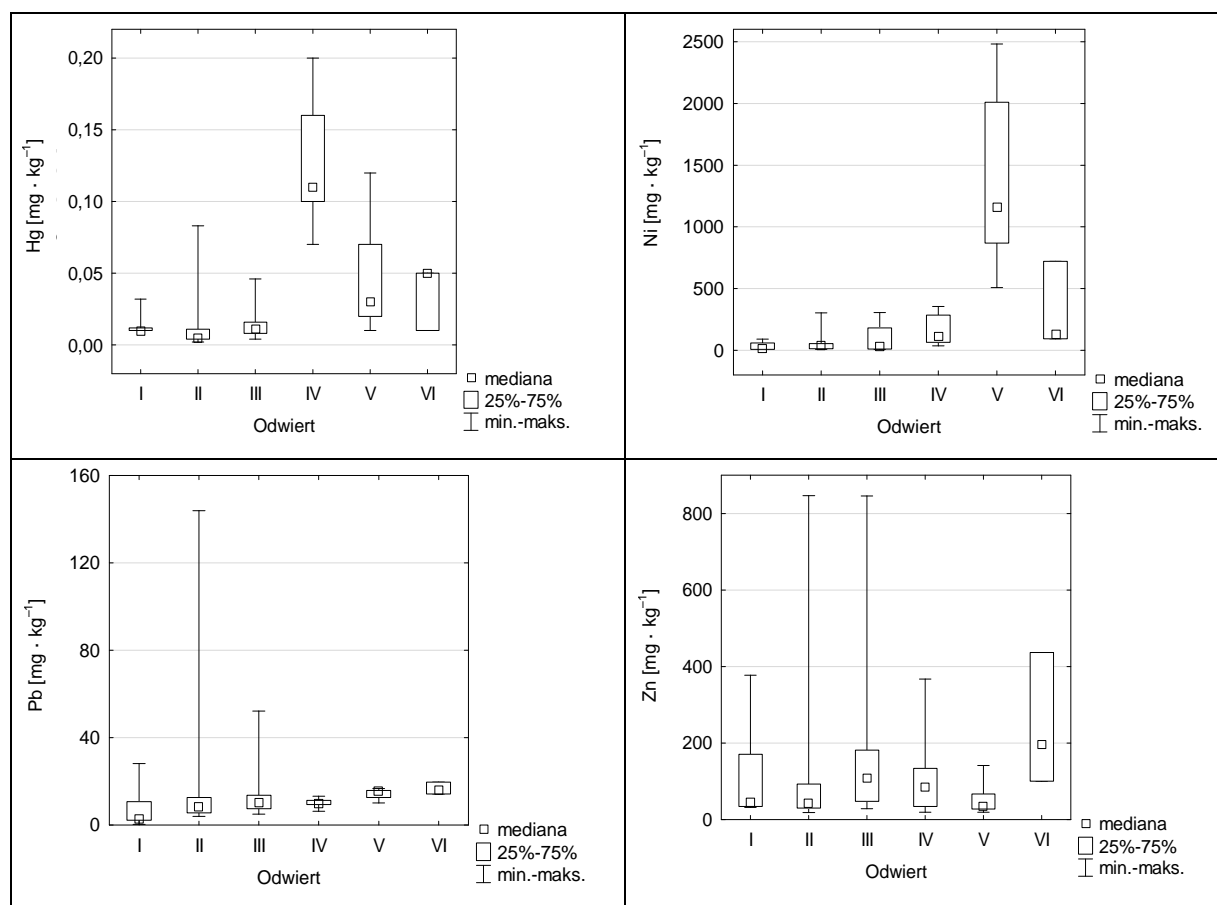 Hg [mg · kg⁻¹]
0,20
0,15
0,10
0,05
0,00
I II III IV V VI
Odwiert
mediana
25%-75%
min.-maks.
Ni [mg · kg⁻¹]
2500
2000
1500
1000
500
0
I II III IV V VI
Odwiert
mediana
25%-75%
min.-maks.
Pb [mg · kg⁻¹]
160
120
80
40
0
I II III IV V VI
Odwiert
mediana
25%-75%
min.-maks.
Zn [mg · kg⁻¹]
800
600
400
200
0
I II III IV V VI
Odwiert
mediana
25%-75%
min.-maks.